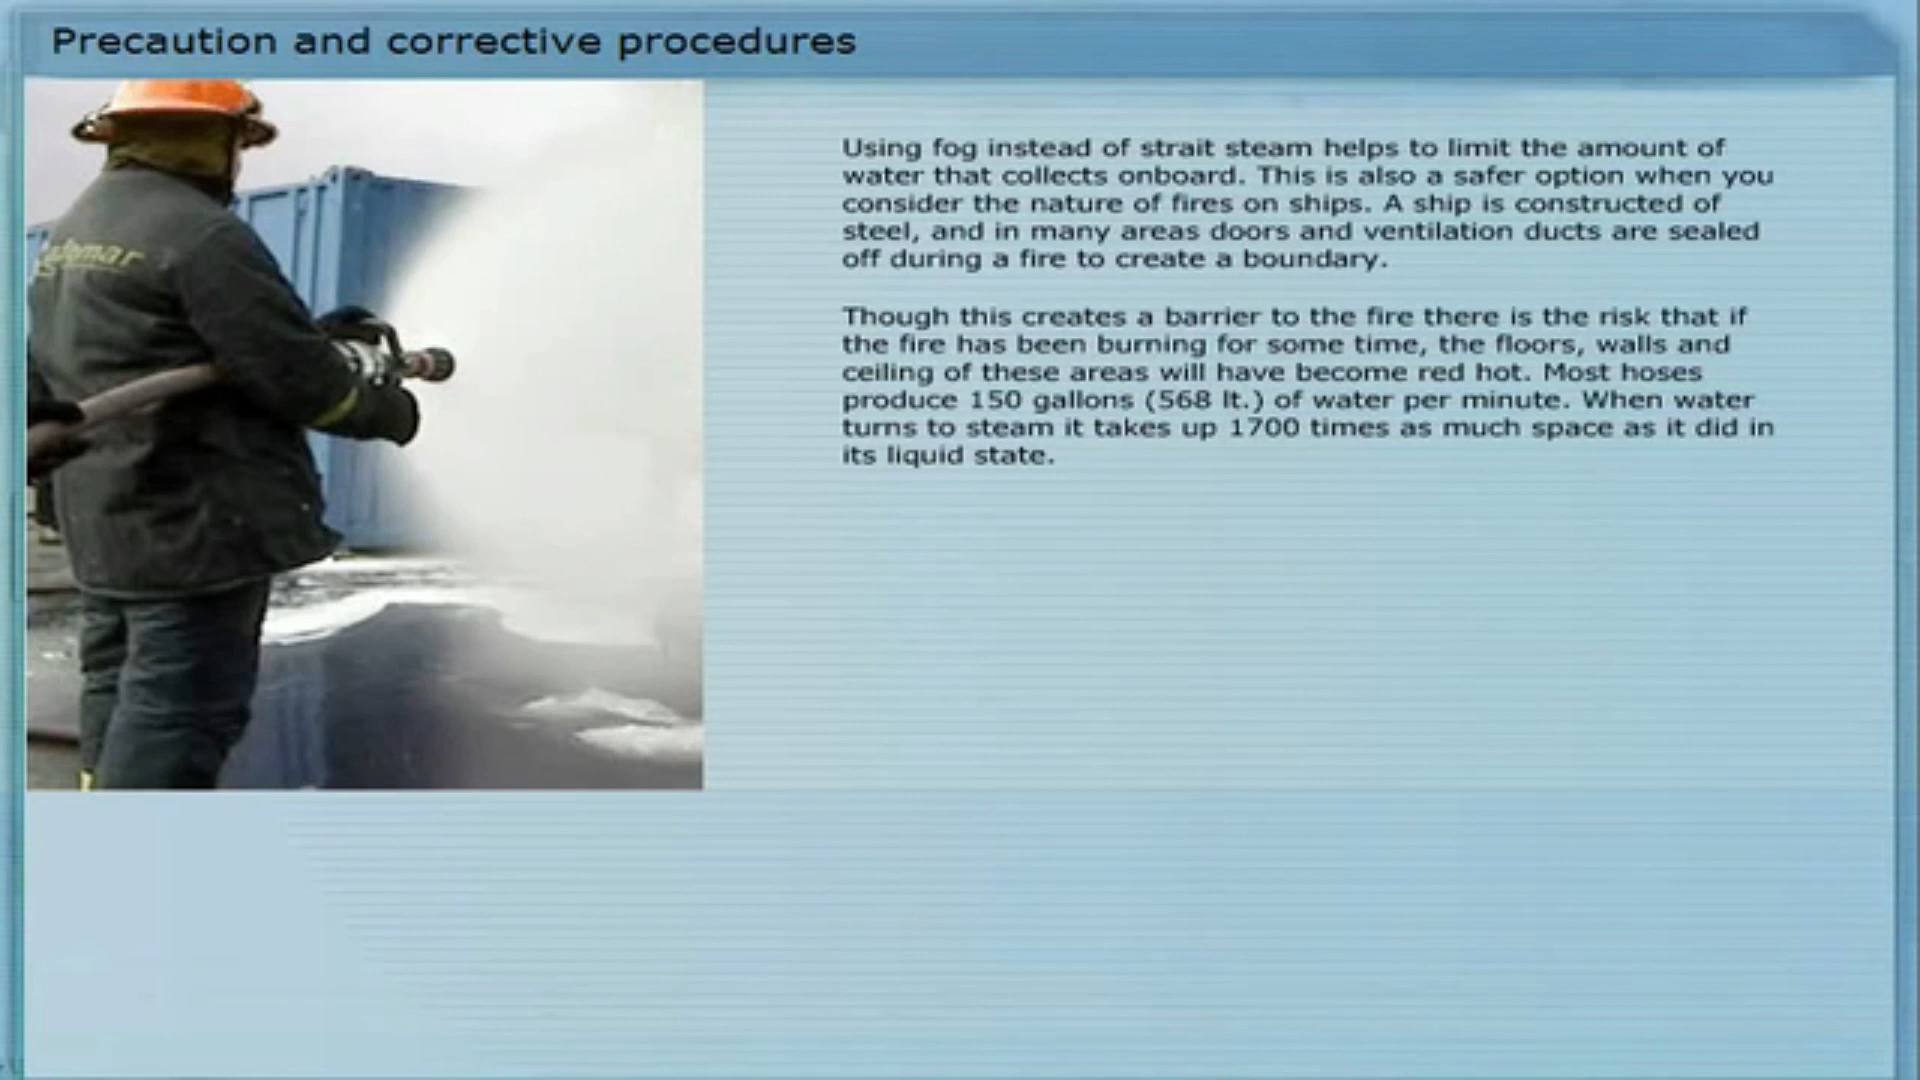 Precaution and corrective procedures
Using fog instead of strait steam helps to limit the amount of
water that collects onboard. This is also a safer option when you
consider the nature of fires on ships. A ship is constructed of
steel, and in many areas doors and ventilation ducts are sealed
off during a fire to create a boundary.
Though this creates a barrier to the fire there is the risk that if
the fire has been burning for some time, the floors, walls and
ceiling of these areas will have become red hot. Most hoses
produce 150 gallons (568 lt.) of water per minute. When water
turns to steam it takes up 1700 times as much space as it did in
its liquid state.